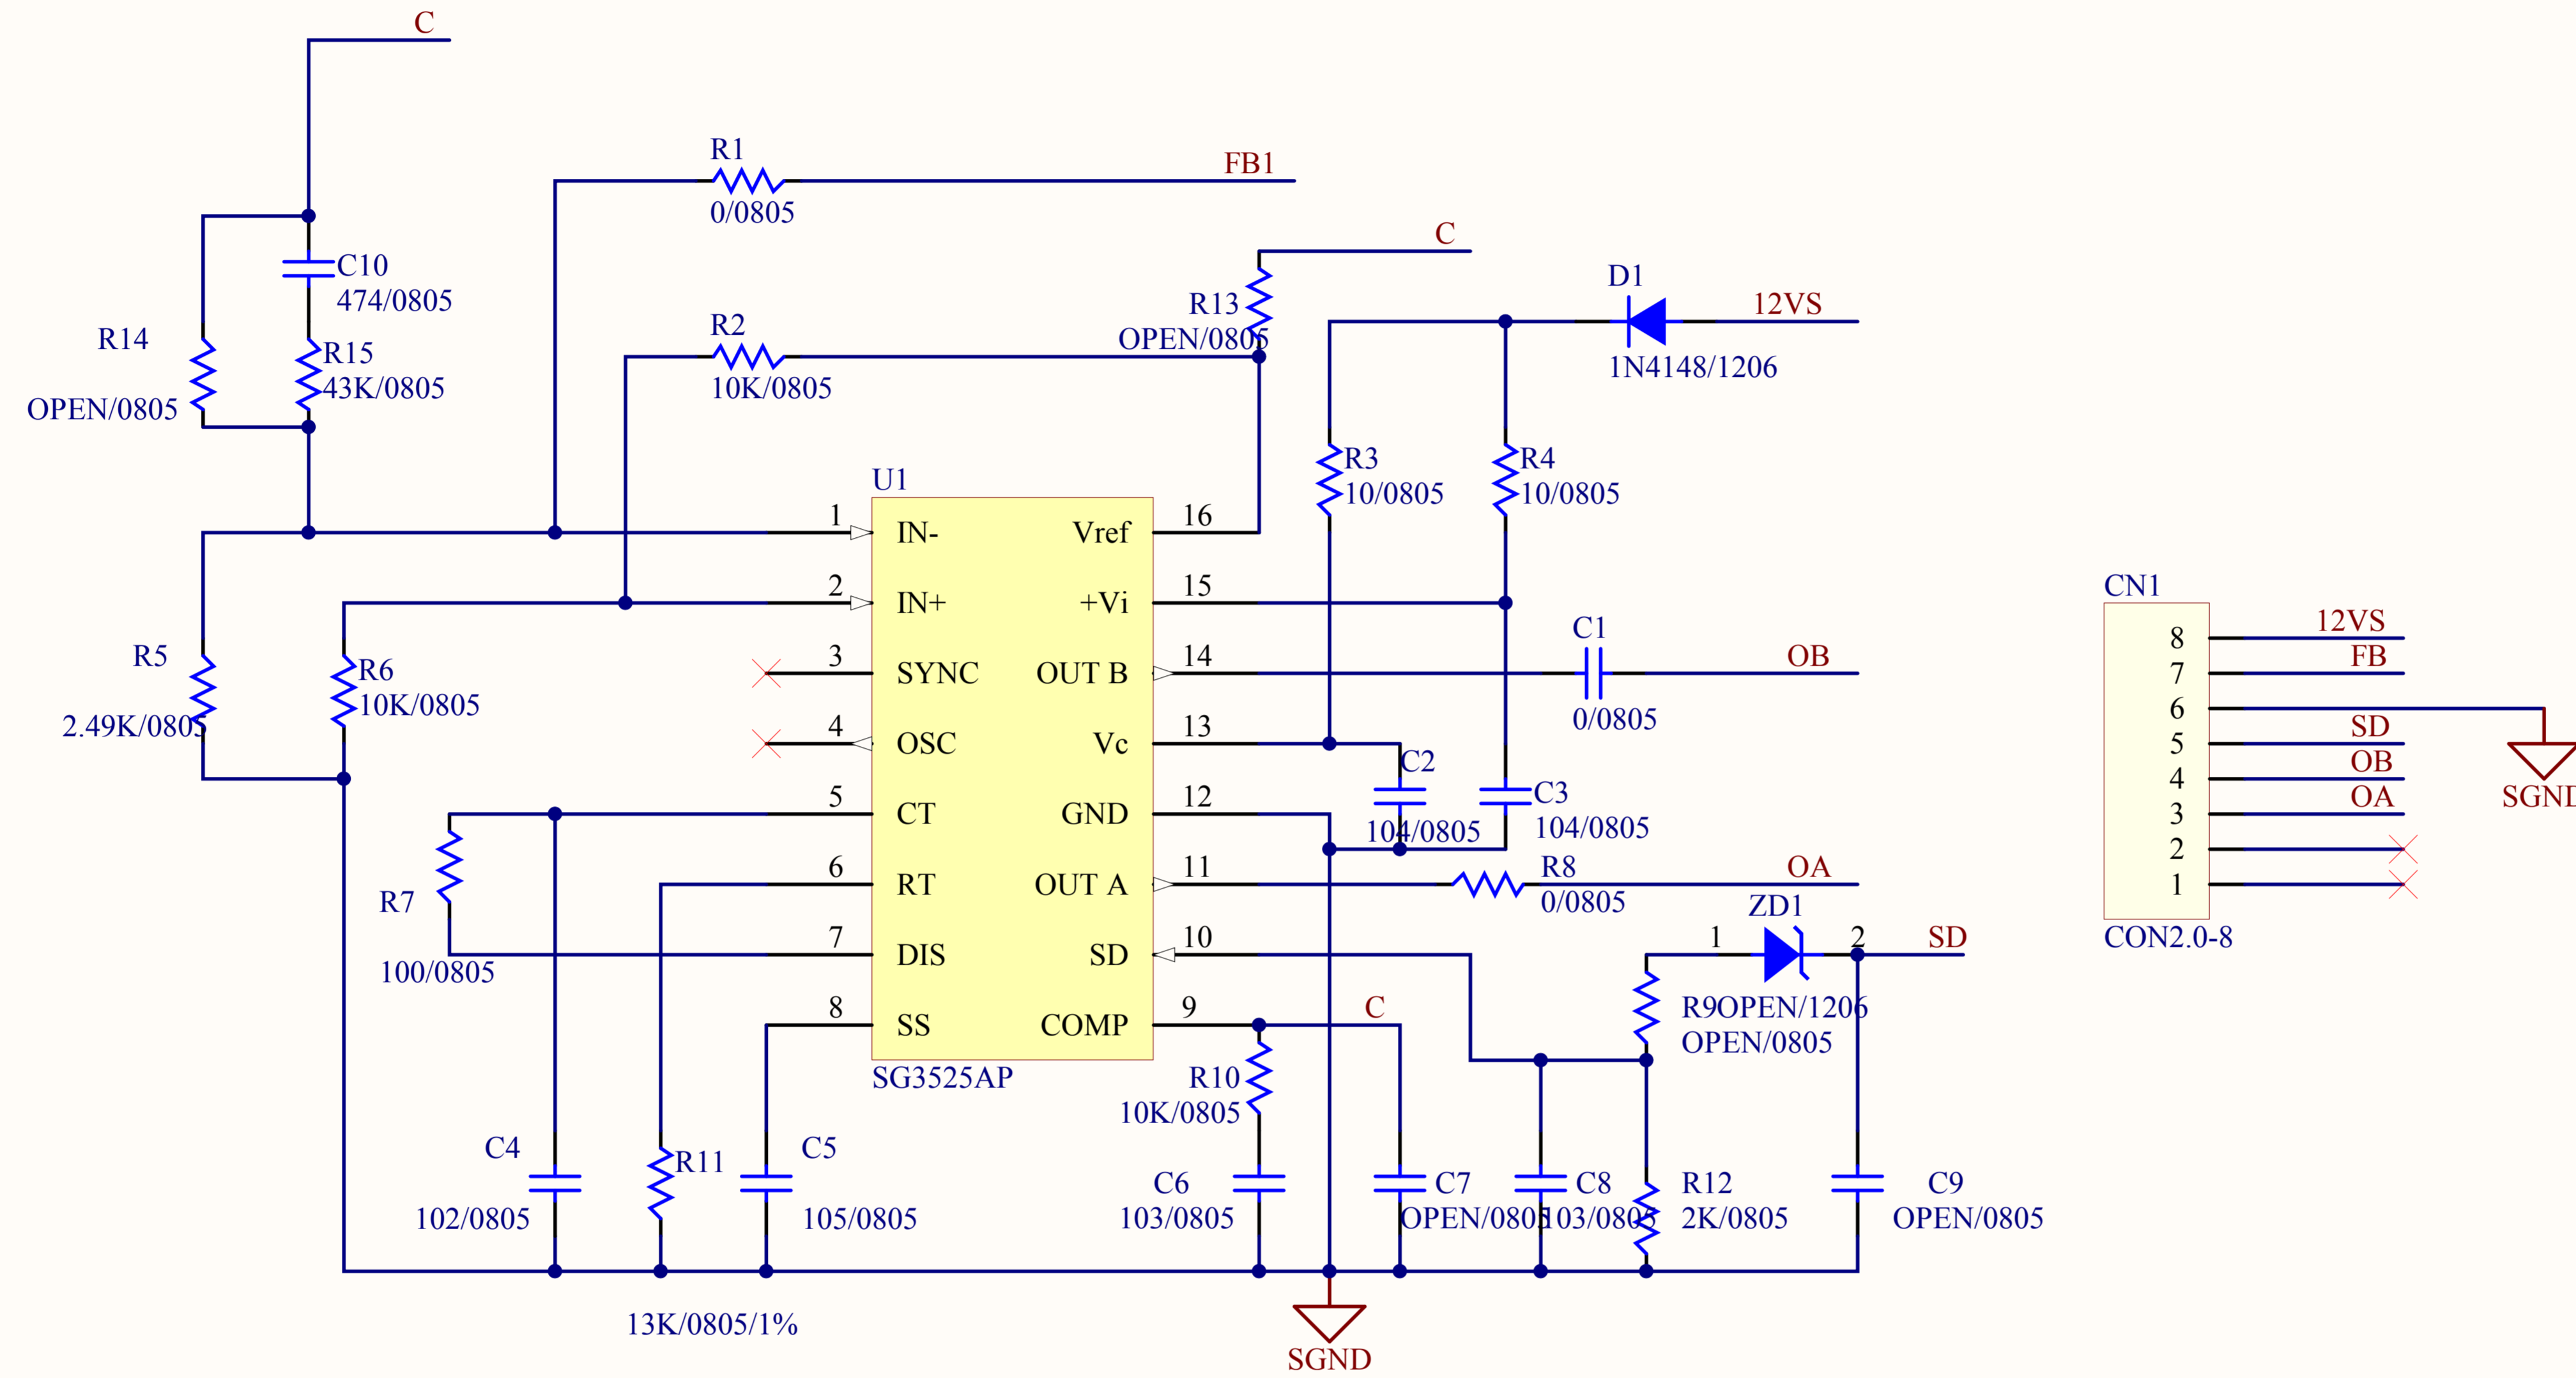 C
R1
FB1
0/0805
C
C10
474/0805
R13
OPEN/0805
D1
12VS
1N4148/1206
R14
OPEN/0805
R15
43K/0805
R2
10K/0805
R3
10/0805
R4
10/0805
U1
1
IN-
Vref
16
2
IN+
+Vi
15
3
SYNC
OUT B
14
4
OSC
Vc
13
5
CT
GND
12
6
RT
OUT A
11
7
DIS
SD
10
8
SS
COMP
9
SG3525AP
C1
OB
0/0805
R5
2.49K/0805
R6
10K/0805
C2
104/0805
C3
104/0805
R8
0/0805
OA
R7
100/0805
ZD1
1
2
SD
R9OPEN/1206
OPEN/0805
C
R10
10K/0805
C4
102/0805
R11
13K/0805/1%
C5
105/0805
C6
103/0805
C7
OPEN/0805
C8
103/0805
R12
2K/0805
C9
OPEN/0805
SGND
CN1
8
12VS
7
FB
6
5
SD
4
OB
3
OA
2
1
CON2.0-8
SGND